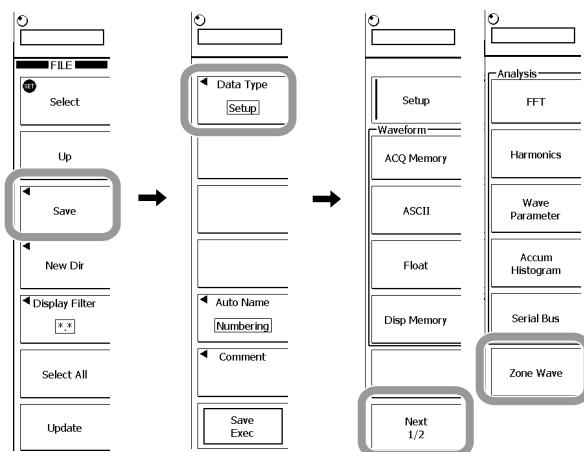 FILE
SET
Select
Up
Save
New Dir
Display Filter
*.*
Select All
Update
Data Type
Setup
Auto Name
Numbering
Comment
Save
Exec
Setup
Waveform
ACQ Memory
ASCII
Float
Disp Memory
Next
1/2
Analysis
FFT
Harmonics
Wave
Parameter
Accum
Histogram
Serial Bus
Zone Wave